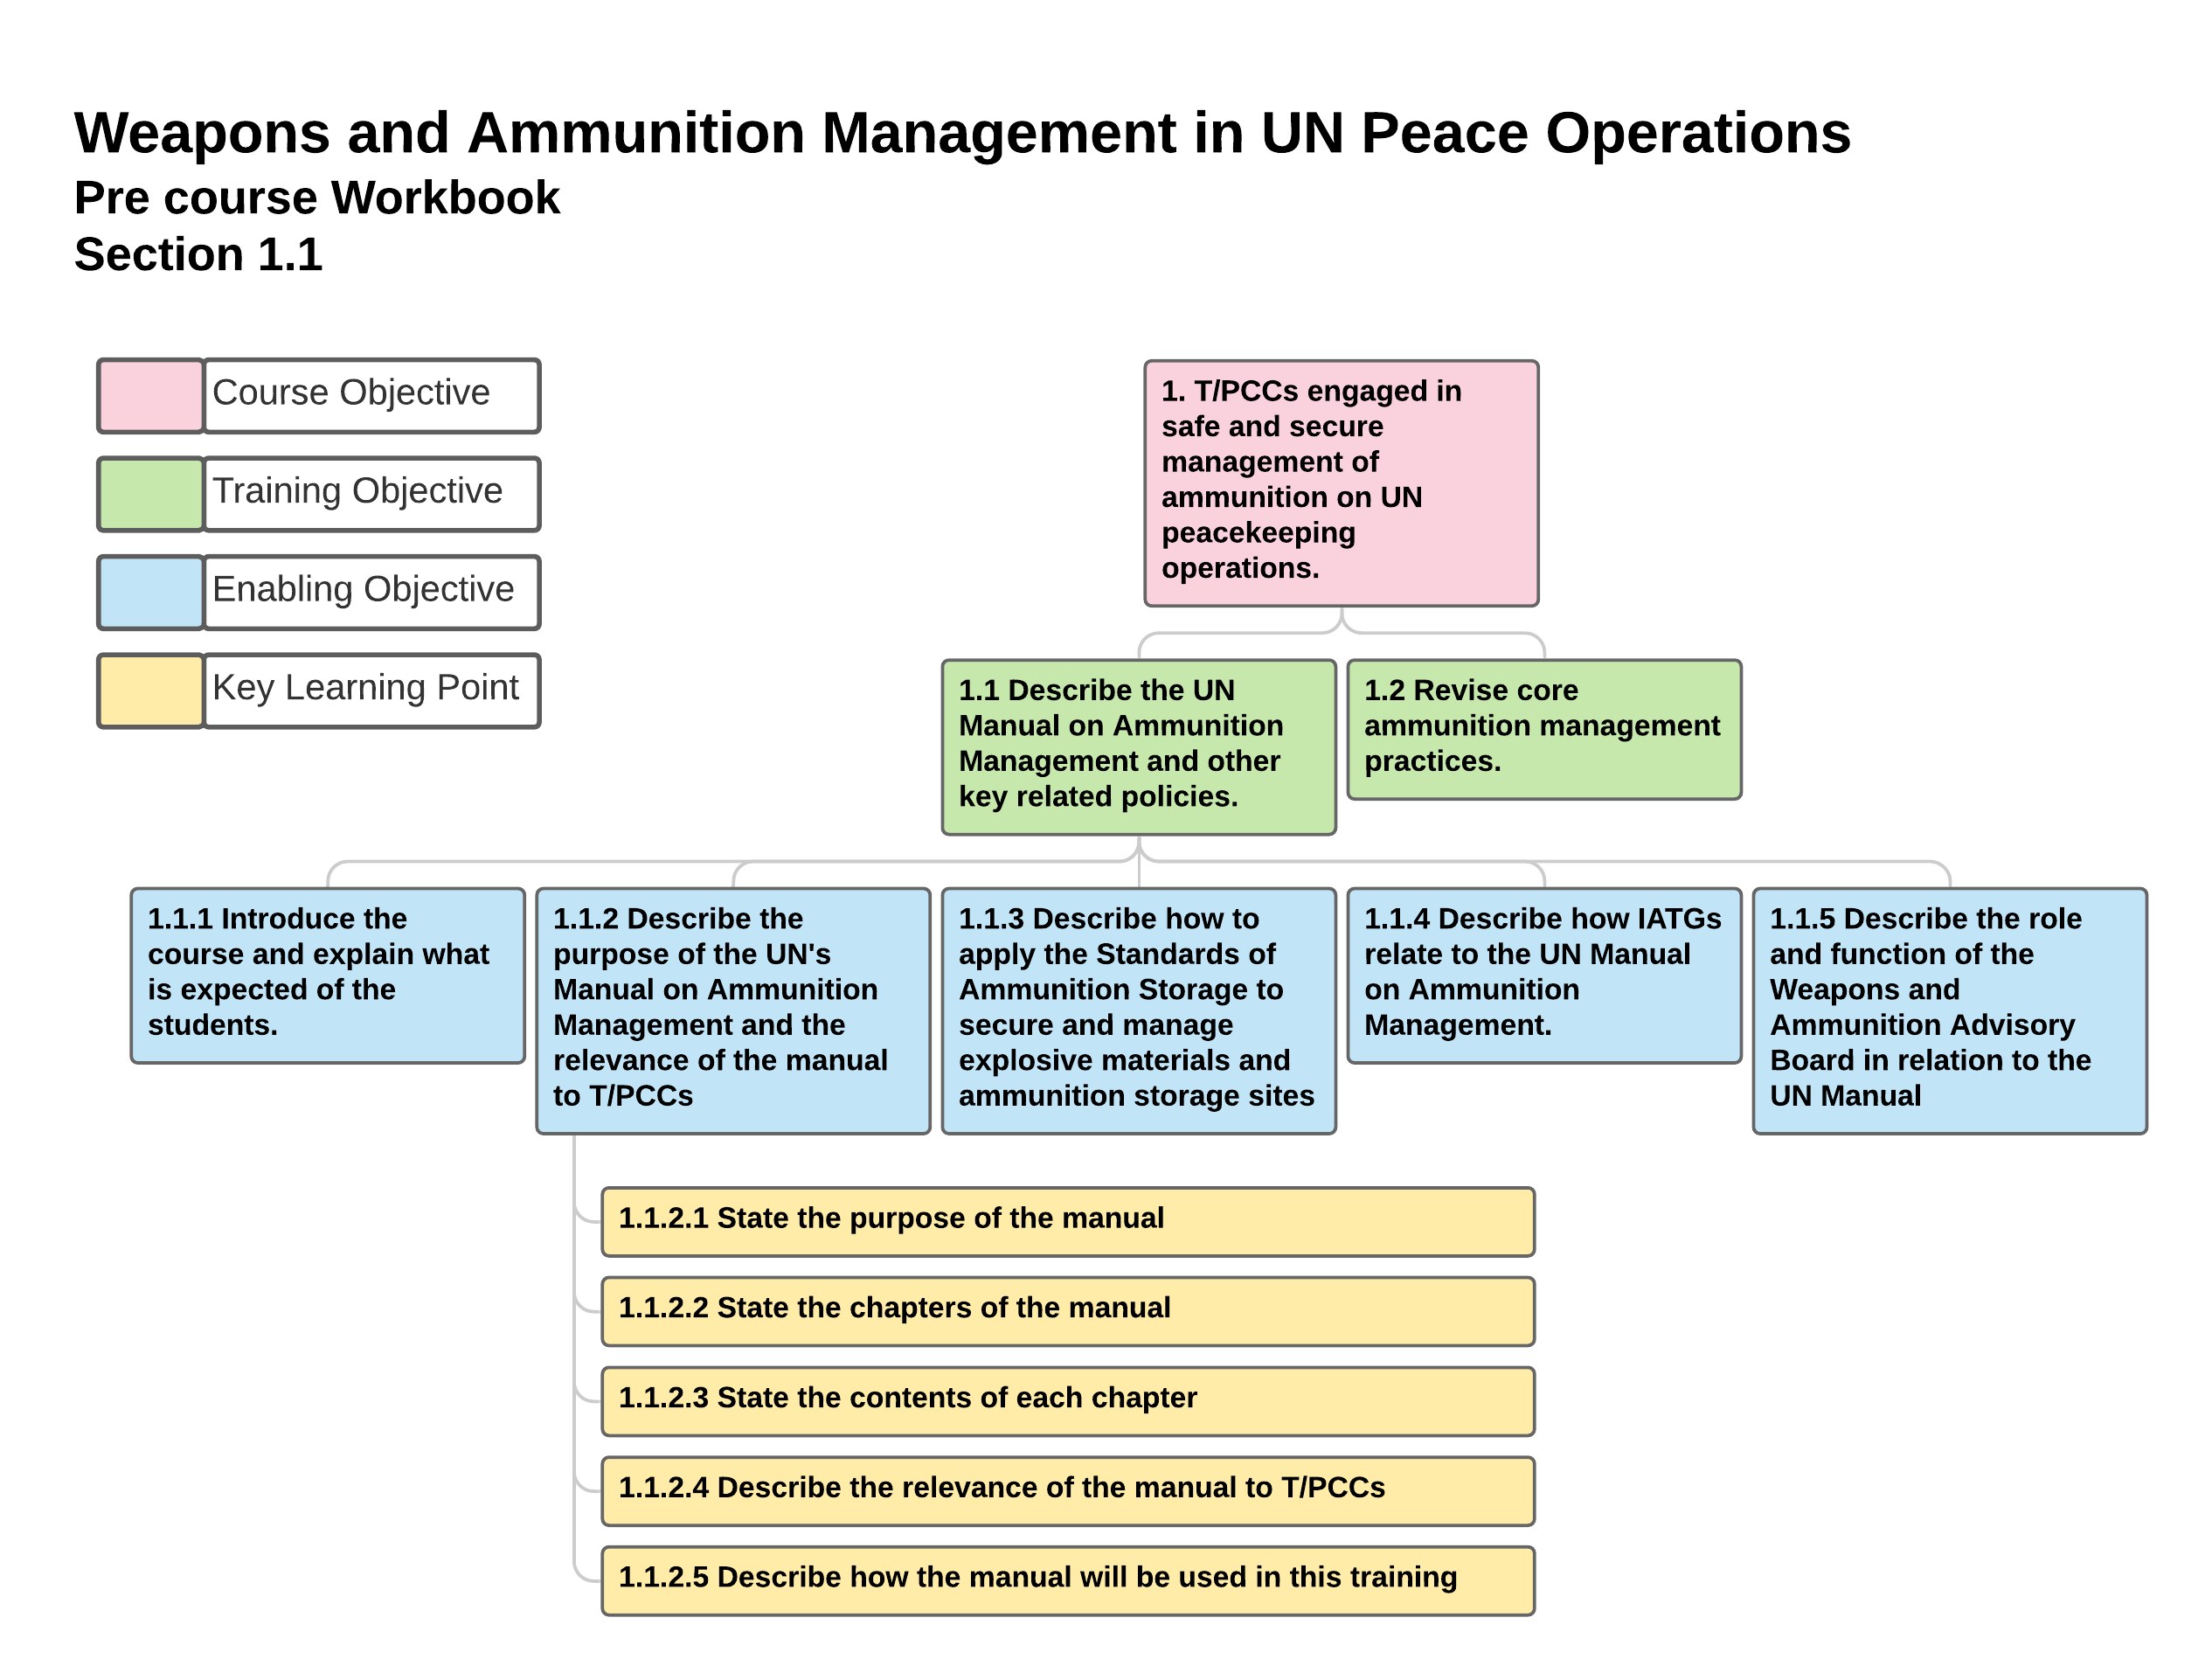 Weapons and Ammunition Management in UN Peace Operations
Pre course Workbook
Section 1.1
Course Objective
Training Objective
Enabling Objective
Key Learning Point
1. T/PCCs engaged in
safe and secure
management of
ammunition on UN
peacekeeping
operations.
1.1 Describe the UN
Manual on Ammunition
Management and other
key related policies.
1.2 Revise core
ammunition management
practices.
1.1.1 Introduce the
course and explain what
is expected of the
students.
1.1.2 Describe the
purpose of the UN's
Manual on Ammunition
Management and the
relevance of the manual
to T/PCCs
1.1.3 Describe how to
apply the Standards of
Ammunition Storage to
secure and manage
explosive materials and
ammunition storage sites
1.1.4 Describe how IATGs
relate to the UN Manual
on Ammunition
Management.
1.1.5 Describe the role
and function of the
Weapons and
Ammunition Advisory
Board in relation to the
UN Manual
1.1.2.1 State the purpose of the manual
1.1.2.2 State the chapters of the manual
1.1.2.3 State the contents of each chapter
1.1.2.4 Describe the relevance of the manual to T/PCCs
1.1.2.5 Describe how the manual will be used in this training